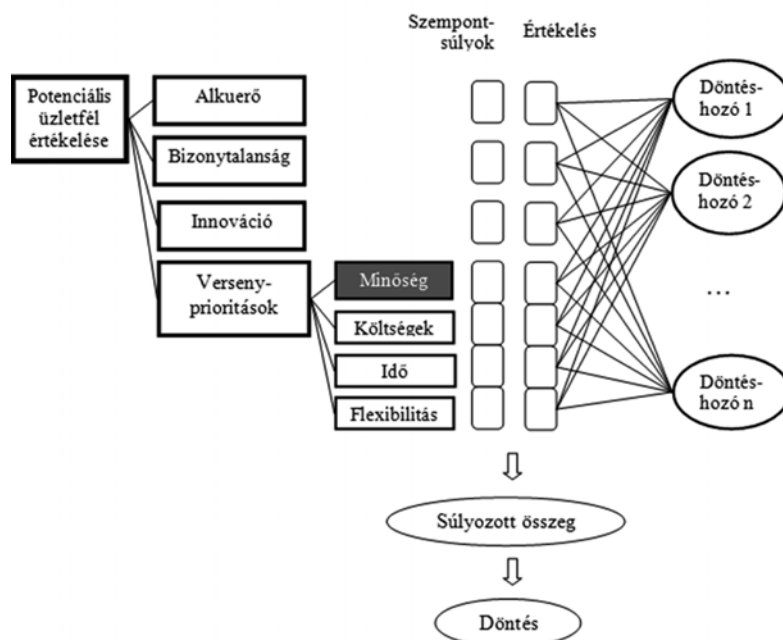 Szempont-
súlyok
Értékelés
Potenciális
üzletfél
értékelése
Alkuerő
Bizonytalanság
Innováció
Verseny-
prioritások
Minőség
Költségek
Idő
Flexibilitás
Döntés-
hozó 1
Döntés-
hozó 2
...
Döntés-
hozó n
Súlyozott összeg
Döntés